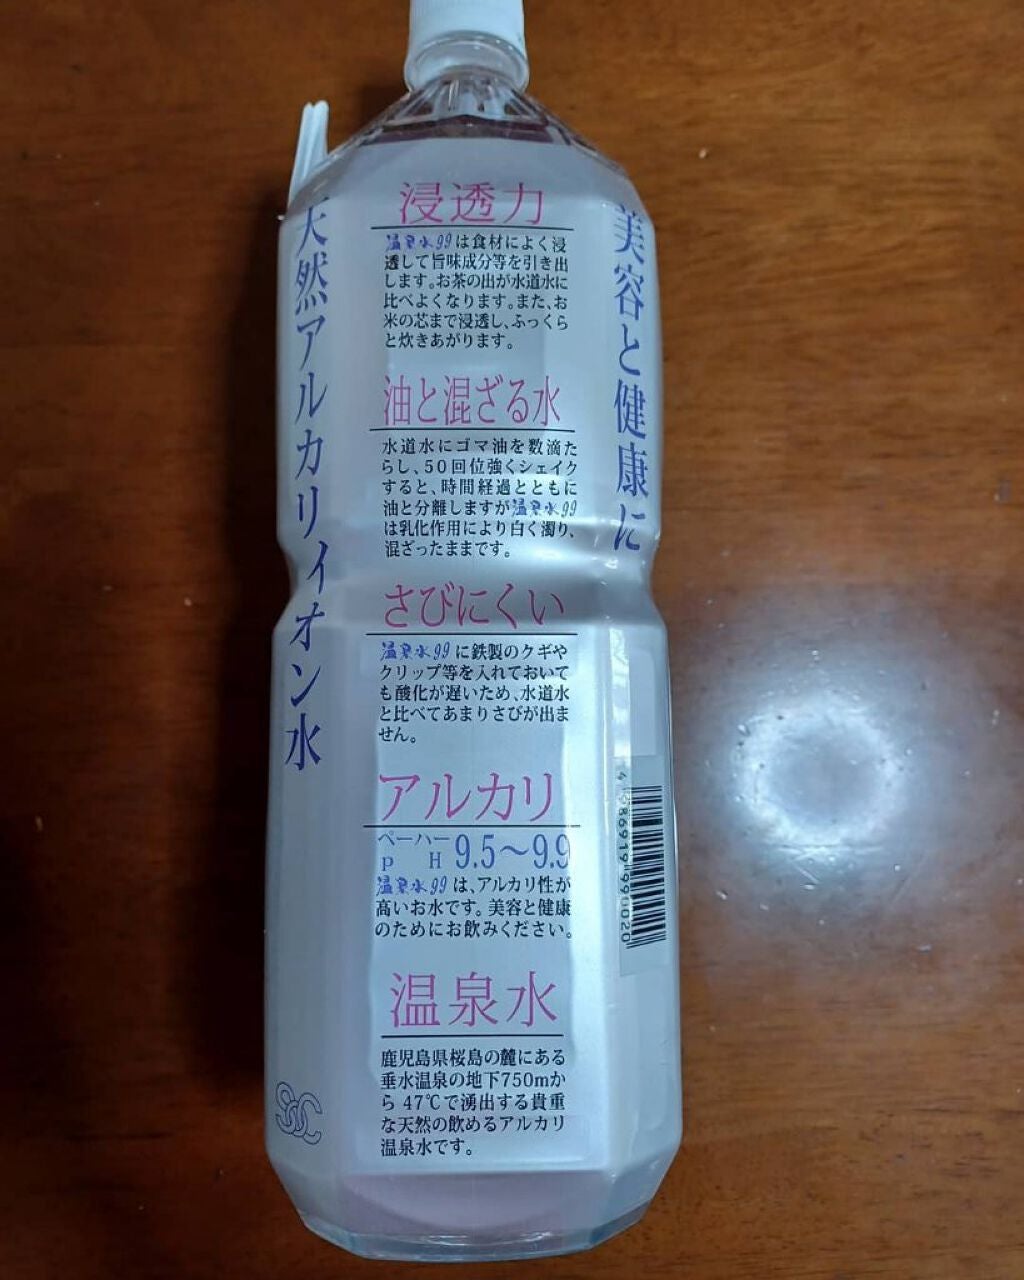 天然アルカリイオン水
浸透力
温泉水99は食材によく浸
透して旨味成分等を引き出
します。お茶の出が水道水に
比べよくなります。また、お
米の芯まで浸透し、ふっくら
と炊きあがります。
油と混ざる水
水道水にゴマ油を数滴た
らし、50回位強くシェイク
すると、時間経過とともに
油と分離しますが温泉水99
は乳化作用により白く濁り、
混ざったままです。
さびにくい
温泉水99に鉄製のクギや
クリップ等を入れておいて
も酸化が遅いため、水道水
と比べてあまりさびが出ま
せん。
アルカリ
ペーハー
pH 9.5〜9.9
温泉水99は、アルカリ性が
高いお水です。美容と健康
のためにお飲みください。
温泉水
鹿児島県桜島の麓にある
垂水温泉の地下750mか
ら 47℃で湧出する貴重
な天然の飲めるアルカリ
温泉水です。
美容と健康に
4 586919 990020
SOC